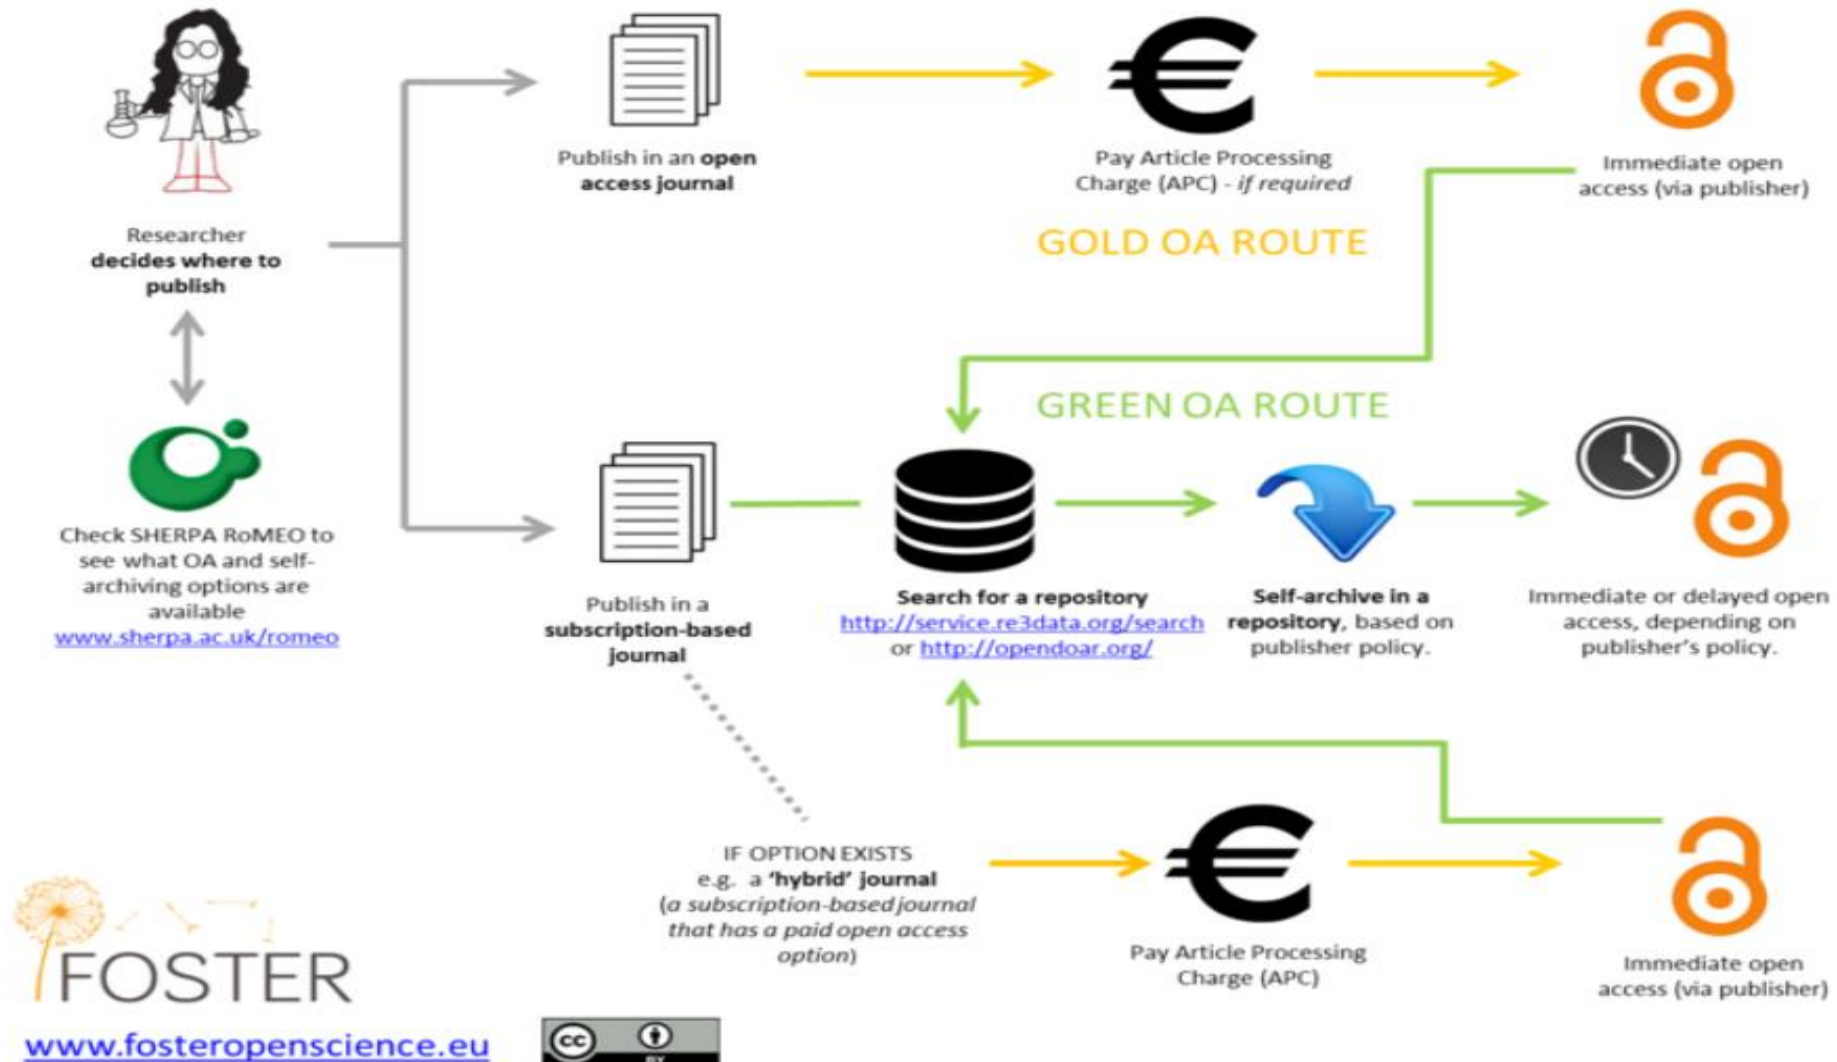 Publish in an open
access journal
Pay Article Processing
Charge (APC) - if required
Immediate open
access (via publisher)
GOLD OA ROUTE
Researcher
decides where to
publish
GREEN OA ROUTE
Check SHERPA RoMEO to
see what OA and self-
archiving options are
available
www.sherpa.ac.uk/romeo
Publish in a
subscription-based
journal
Search for a repository
http://service.re3data.org/search
or http://opendoar.org/
Self-archive in a
repository, based on
publisher policy.
Immediate or delayed open
access, depending on
publisher's policy.
IF OPTION EXISTS
e.g. a 'hybrid' journal
(a subscription-based journal
that has a paid open access
option)
Pay Article Processing
Charge (APC)
Immediate open
access (via publisher)
FOSTER
www.fosteropenscience.eu
cc
BY